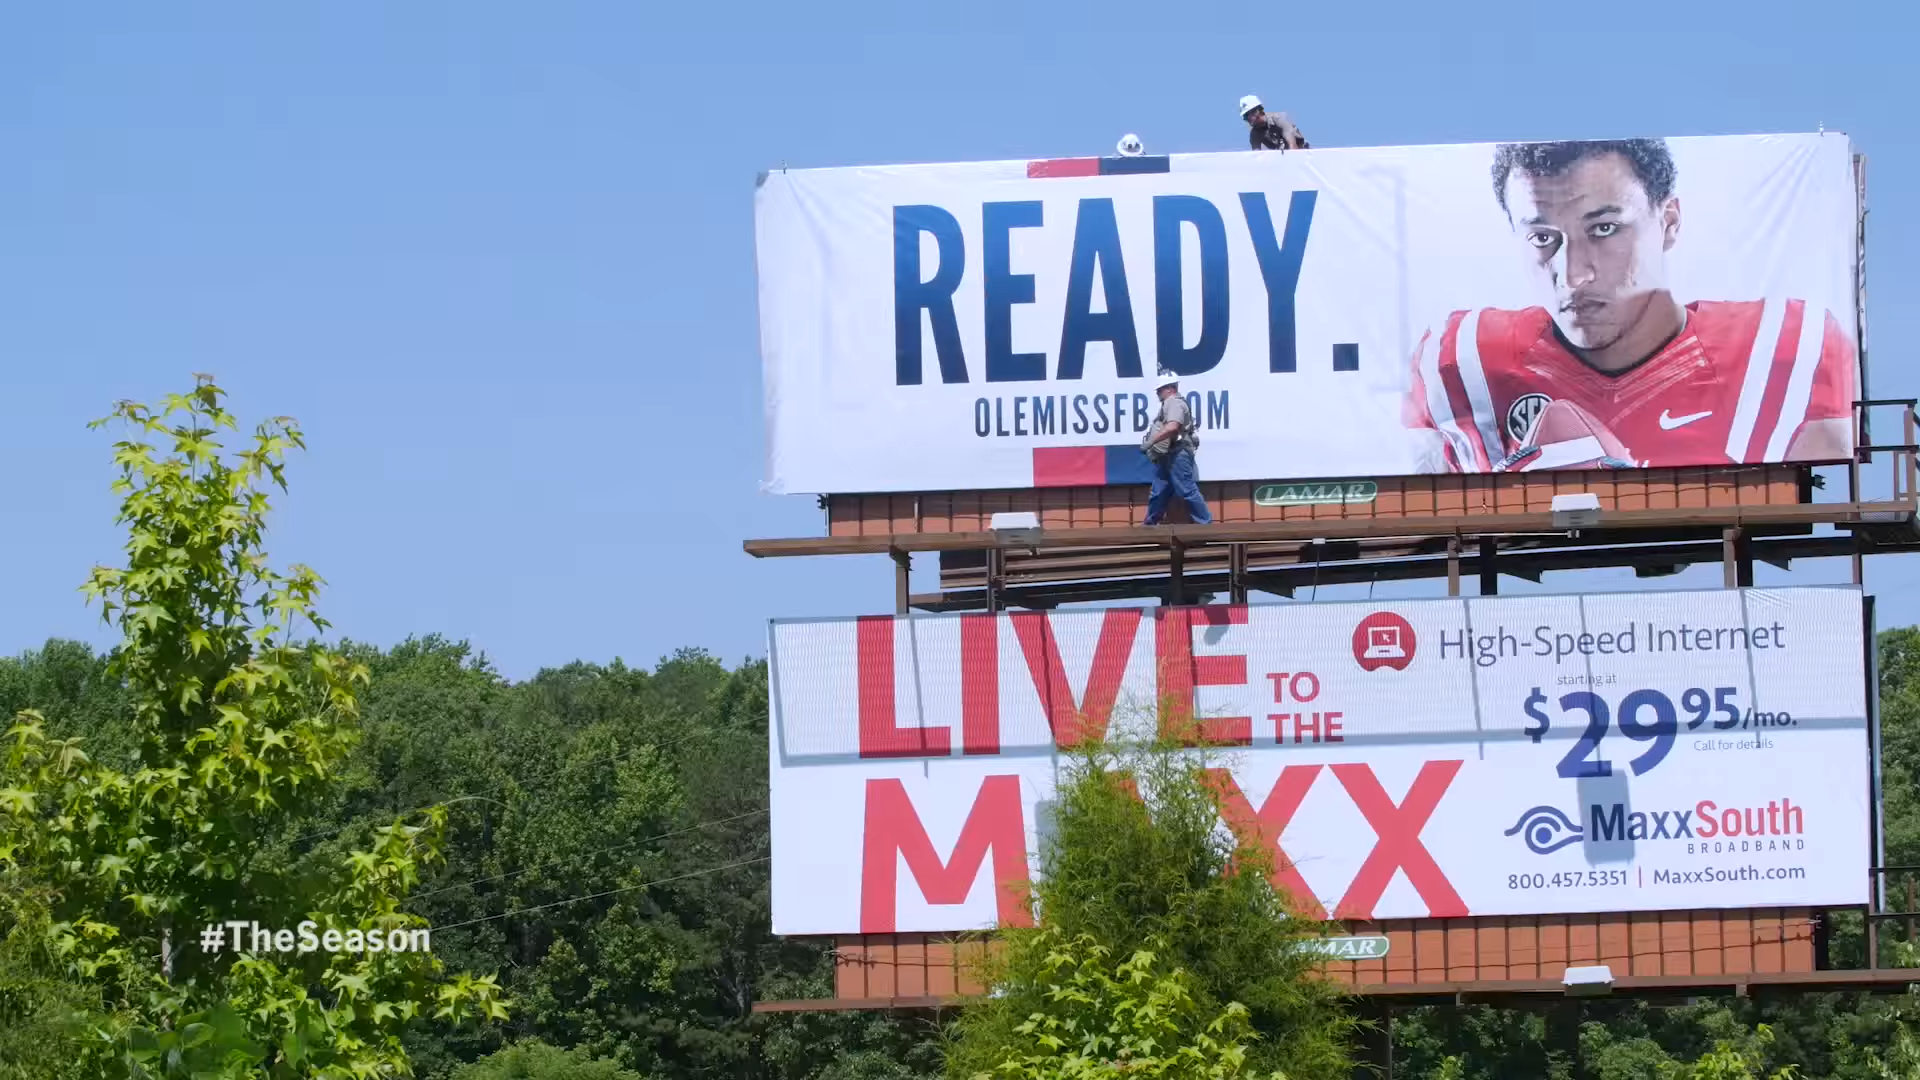 READY.
OLEMISSFB.COM
SEC
LAMAR
LIVE TO THE
MAXX
High-Speed Internet
starting at
$29.95/mo.
Call for details
MaxxSouth
BROADBAND
800.457.5351 | MaxxSouth.com
LAMAR
#TheSeason